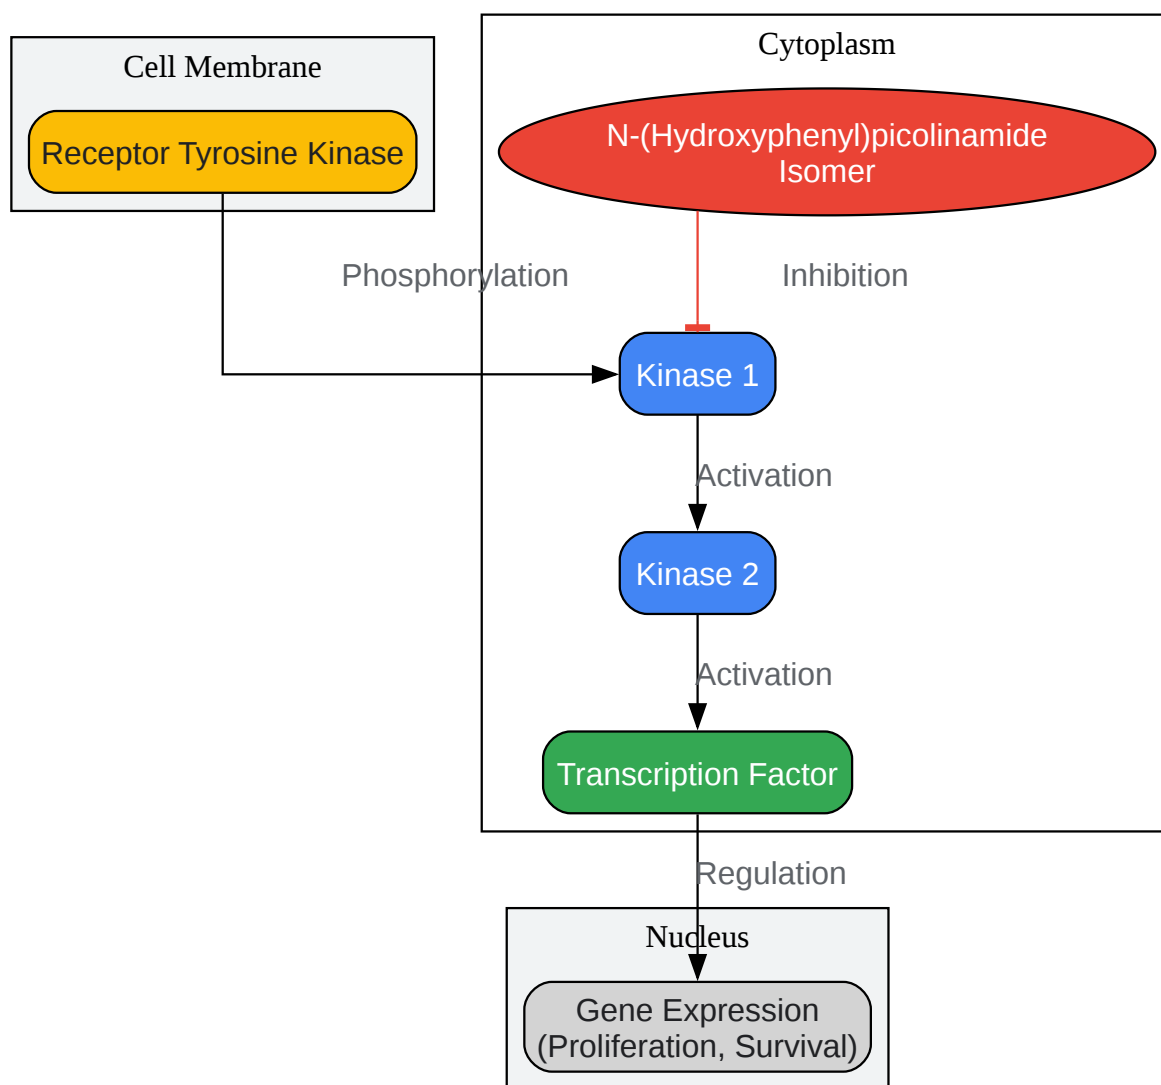 Cell Membrane
Receptor Tyrosine Kinase
Cytoplasm
N-(Hydroxyphenyl)picolinamide
Isomer
Phosphorylation
Inhibition
Kinase 1
Activation
Kinase 2
Activation
Transcription Factor
Regulation
Nucleus
Gene Expression
(Proliferation, Survival)